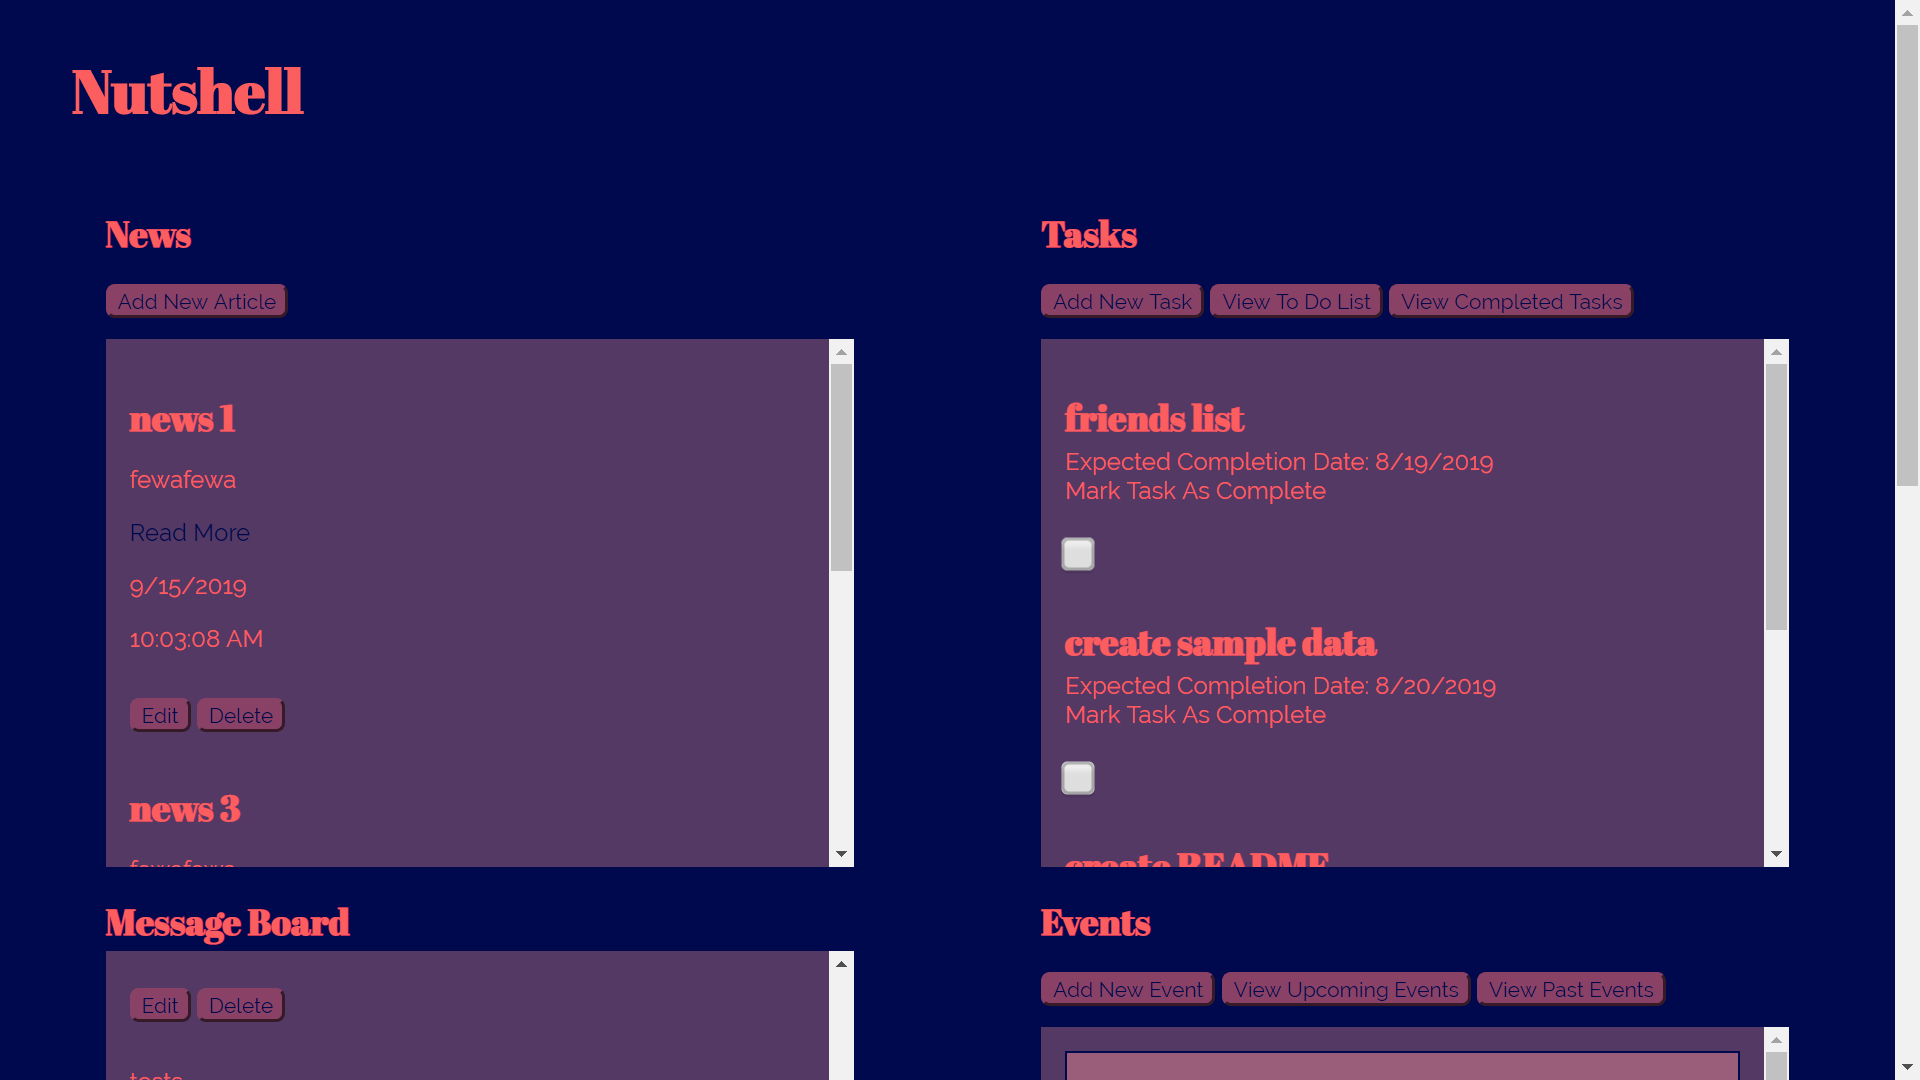 Nutshell
News
Add New Article
news 1
fewafewa
Read More
9/15/2019
10:03:08 AM
Edit Delete
news 3
fewafewa
Tasks
Add New Task View To Do List View Completed Tasks
friends list
Expected Completion Date: 8/19/2019
Mark Task As Complete
create sample data
Expected Completion Date: 8/20/2019
Mark Task As Complete
create README
Message Board
Edit Delete
Events
Add New Event View Upcoming Events View Past Events